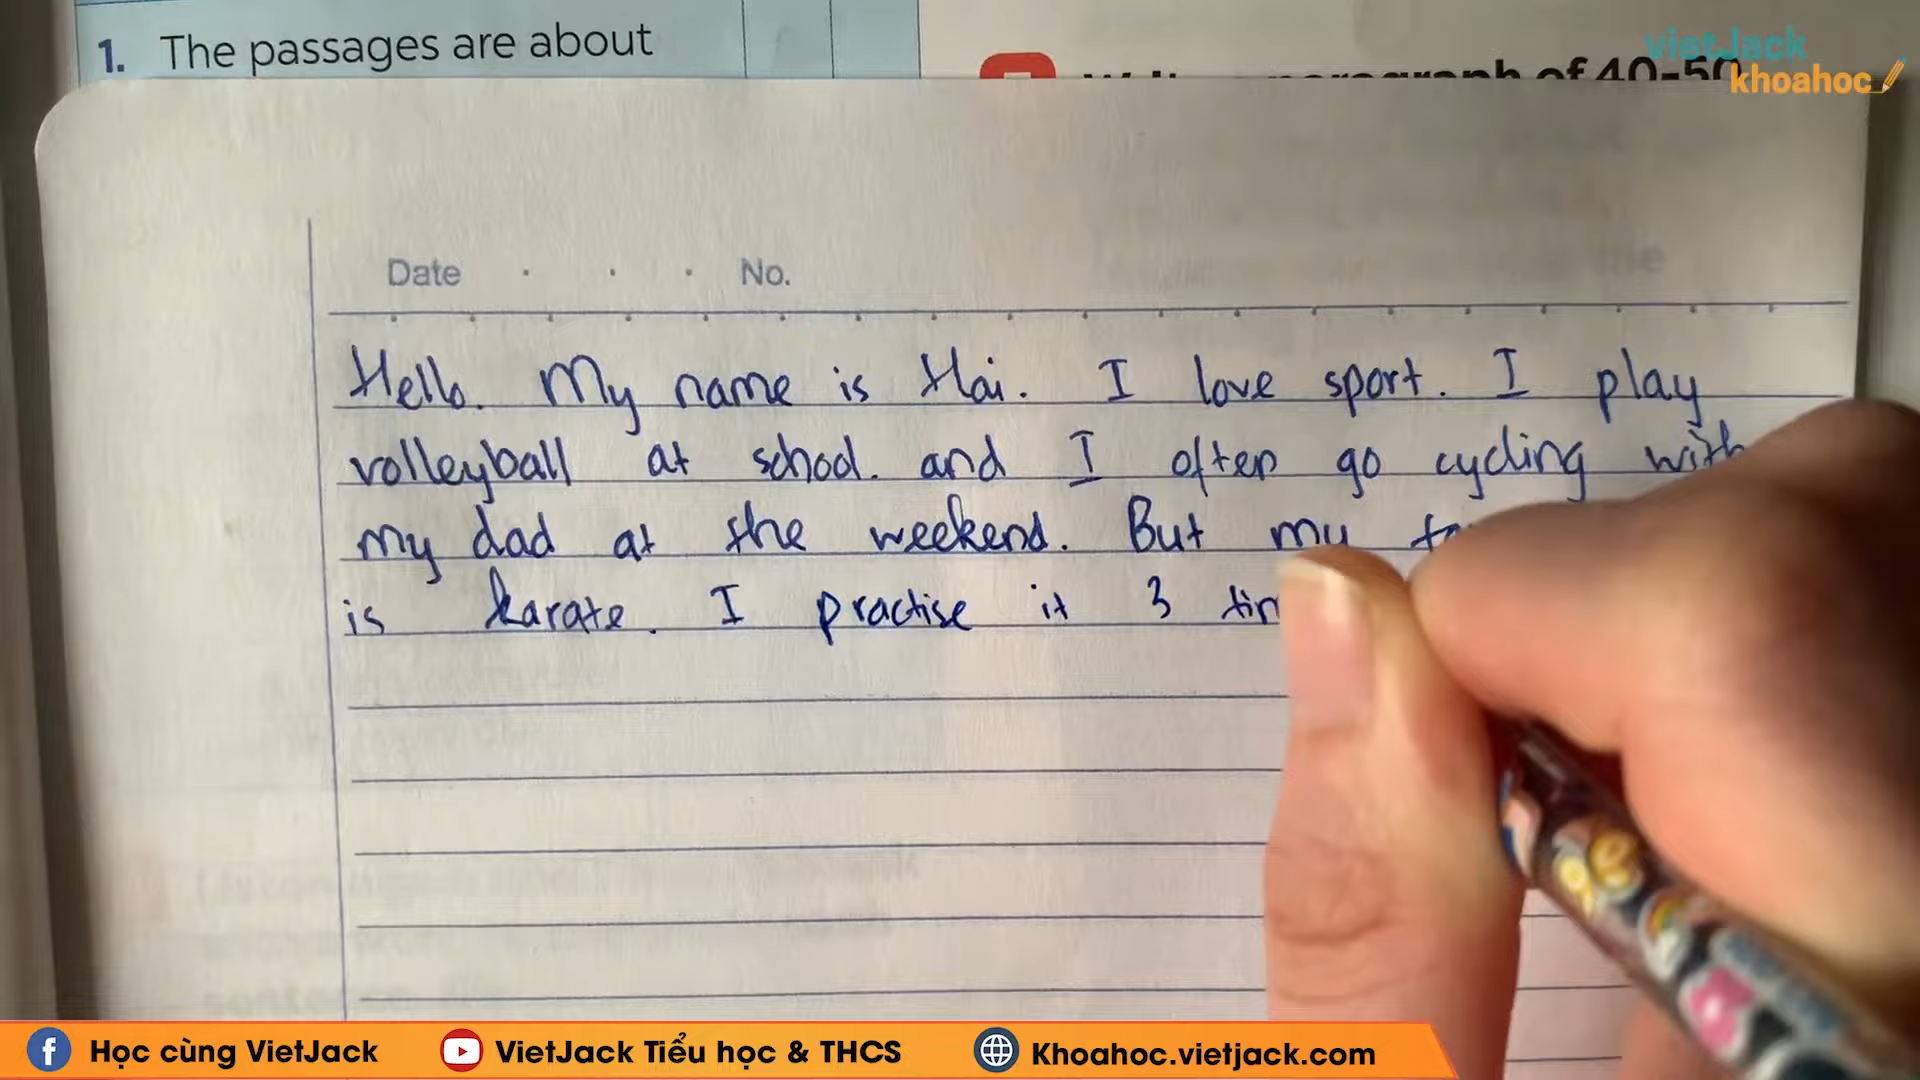 1. The passages are about
vietJack
khoahoc
Date No.
Hello. My name is Hai. I love sport. I play
volleyball at school. and I often go cycling with
my dad at the weekend. But my
is karate. I practise it 3
Học cùng VietJack
VietJack Tiểu học & THCS
Khoahoc.vietjack.com